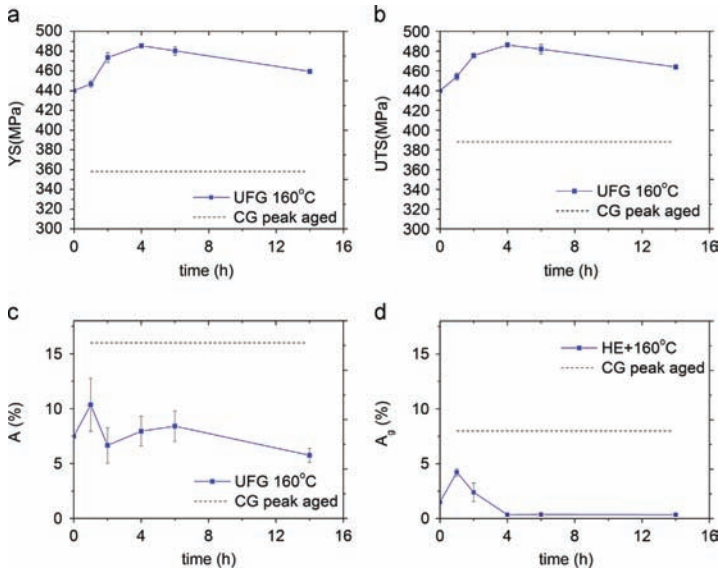 a
500
480
460
440
420
400
380
360
340
320
300
YS(MPa)
UFG 160°C
CG peak aged
0 4 8 12 16
time (h)
b
500
480
460
440
420
400
380
360
340
320
300
UTS(MPa)
UFG 160°C
CG peak aged
0 4 8 12 16
time (h)
c
15
10
5
0
A (%)
UFG 160°C
CG peak aged
0 4 8 12 16
time (h)
d
15
10
5
0
Ag (%)
HE+160°C
CG peak aged
0 4 8 12 16
time (h)